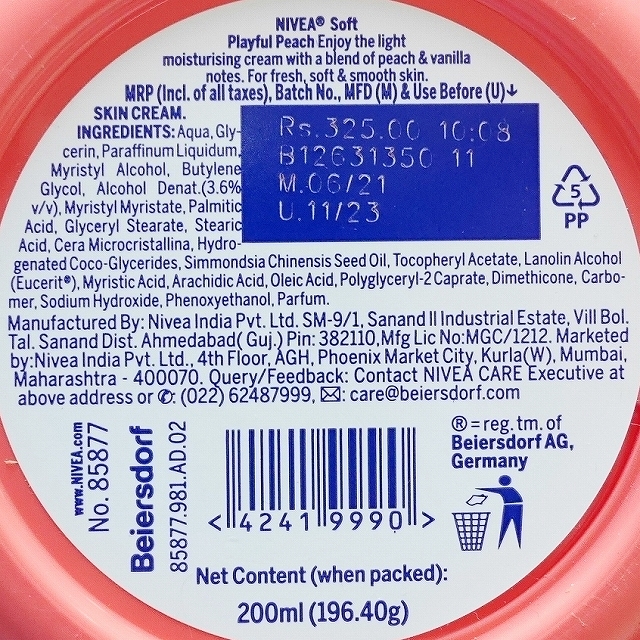 NIVEA® Soft
Playful Peach Enjoy the light
moisturising cream with a blend of peach & vanilla
notes. For fresh, soft & smooth skin.
MRP (Incl. of all taxes), Batch No., MFD (M) & Use Before (U)↓
SKIN CREAM.
INGREDIENTS: Aqua, Gly-
cerin, Paraffinum Liquidum,
Myristyl Alcohol, Butylene
Glycol, Alcohol Denat.(3.6%
v/v), Myristyl Myristate, Palmitic
Acid, Glyceryl Stearate, Stearic
Acid, Cera Microcristallina, Hydro-
Rs.325.00 10:08
B12631350 11
M.06/21
U.11/23
5
PP
genated Coco-Glycerides, Simmondsia Chinensis Seed Oil, Tocopheryl Acetate, Lanolin Alcohol
(Eucerit®), Myristic Acid, Arachidic Acid, Oleic Acid, Polyglyceryl-2 Caprate, Dimethicone, Carbo-
mer, Sodium Hydroxide, Phenoxyethanol, Parfum.
Manufactured By: Nivea India Pvt. Ltd. SM-9/1, Sanand II Industrial Estate, Vill Bol.
Tal. Sanand Dist. Ahmedabad( Guj.) Pin: 382110,Mfg Lic No:MGC/1212. Marketed
by:Nivea India Pvt. Ltd., 4th Floor, AGH, Phoenix Market City, Kurla(W), Mumbai,
Maharashtra - 400070. Query/Feedback: Contact NIVEA CARE Executive at
above address or ✆: (022) 62487999, ✉: care@beiersdorf.com
www.NIVEA.com
No. 85877
Beiersdorf
85877.981.AD.02
<4241 9990>
®=reg.tm. of
Beiersdorf AG,
Germany
Net Content (when packed):
200ml (196.40g)